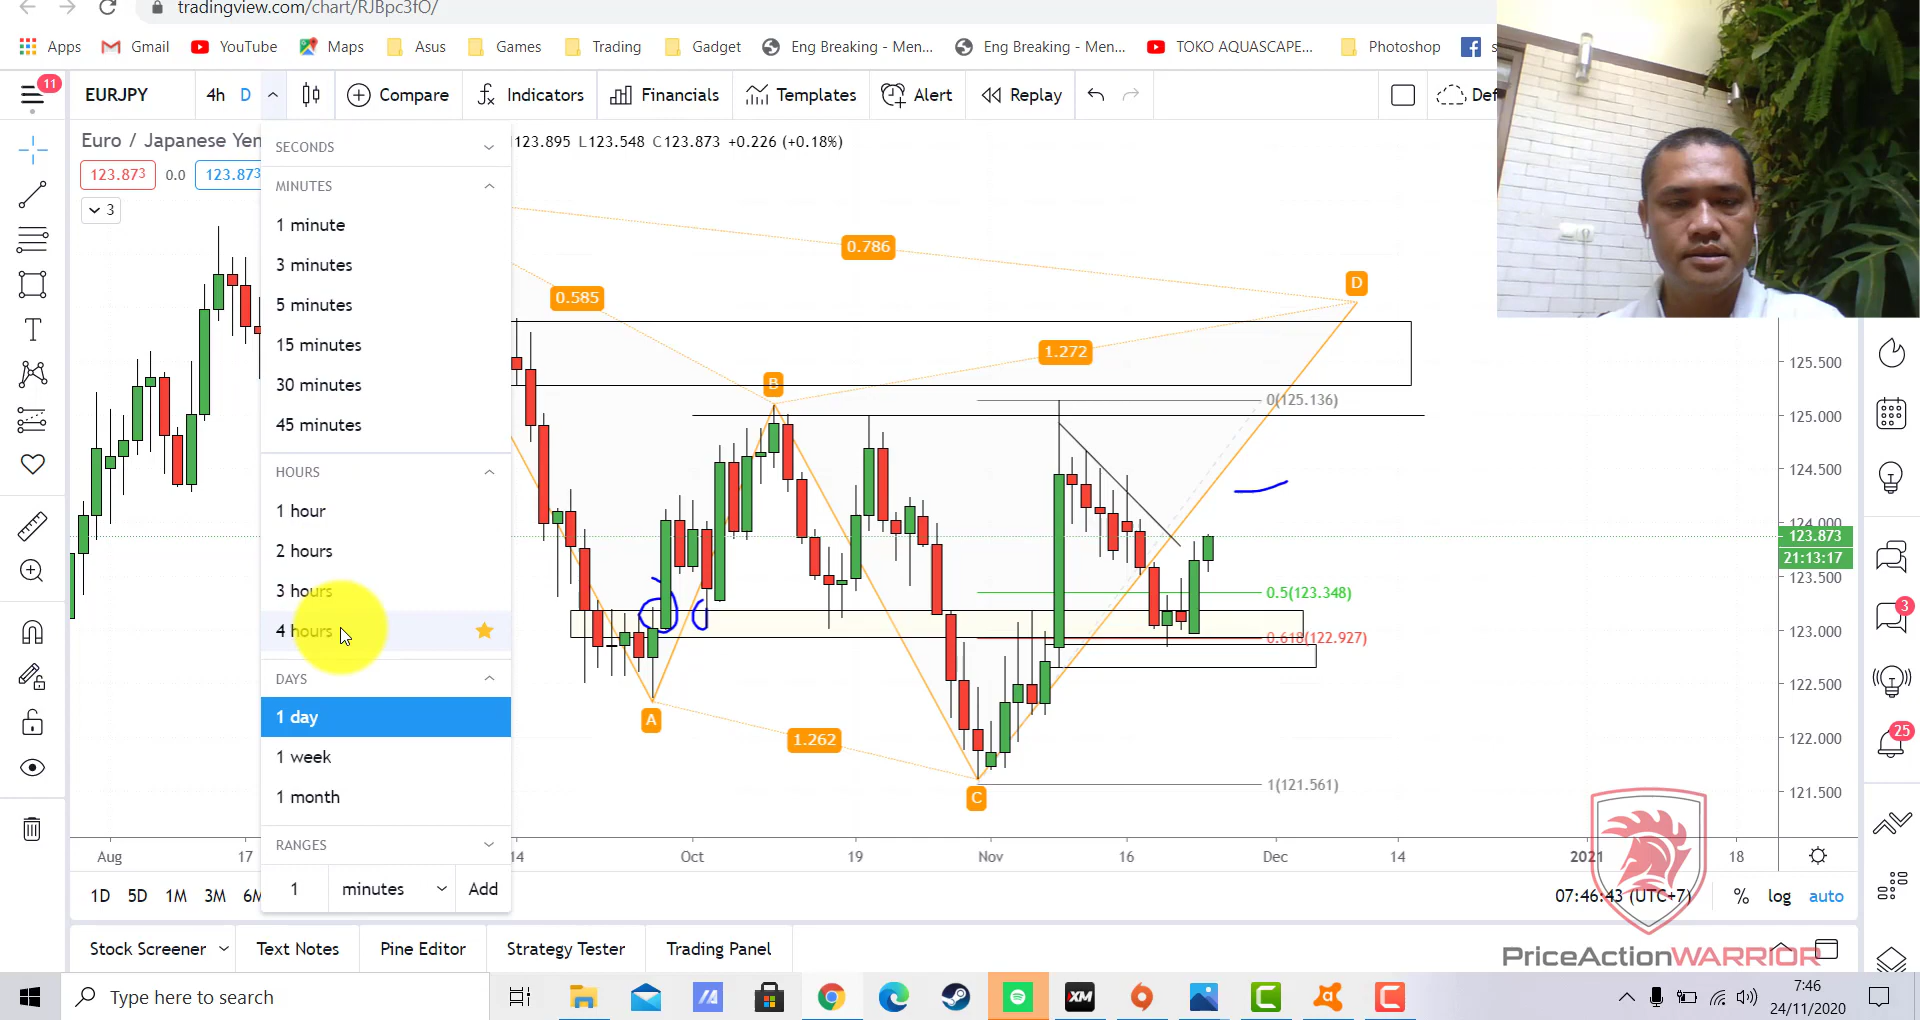 tradingview.com/chart/RJBpc3fO/
Apps Gmail YouTube Maps Asus Games Trading Gadget Eng Breaking - Men... Eng Breaking - Men... TOKO AQUASCAPE... Photoshop s
11
EURJPY 4h D Compare Indicators Financials Templates Alert Replay Def
Euro / Japanese Yen 123.895 L123.548 C123.873 +0.226 (+0.18%)
123.873 0.0 123.873
3
SECONDS
MINUTES
1 minute
3 minutes
5 minutes
15 minutes
30 minutes
45 minutes
HOURS
1 hour
2 hours
3 hours
4 hours
DAYS
1 day
1 week
1 month
RANGES
1 minutes Add
0.786
D
0.585
1.272
B
0(125.136)
0.5(123.348)
0.618(122.927)
A
1.262
C
1(121.561)
125.500
125.000
124.500
124.000
123.873
21:13:17
123.500
123.000
122.500
122.000
121.500
3
25
Aug 17 14 Oct 19 Nov 16 Dec 14 2021 18
1D 5D 1M 3M 6M 07:46:43 (UTC+7) % log auto
Stock Screener Text Notes Pine Editor Strategy Tester Trading Panel
PriceActionWARRIOR
Type here to search
XM
7:46
24/11/2020